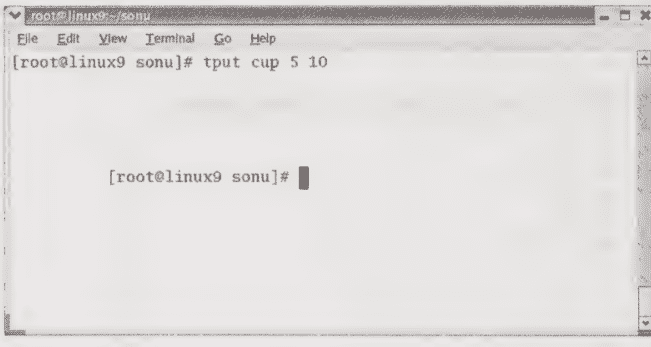 root@linux9:~/sonu
File Edit View Terminal Go Help
[root@linux9 sonu]# tput cup 5 10
[root@linux9 sonu]#